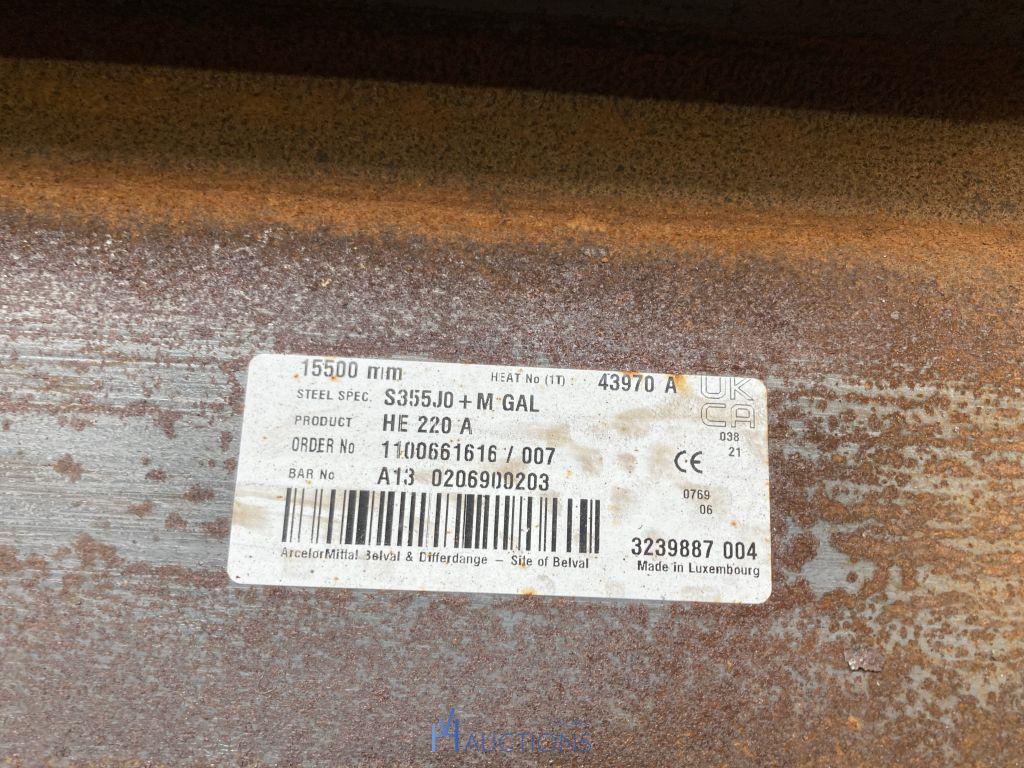 15500 mm HEAT No (1T) : 43970 A
UK
CA
STEEL SPEC. S355J0 + M GAL
PRODUCT HE 220 A
038
21
ORDER No 1100661616 / 007
CE
BAR No A13 0206900203
0769
06
3239887 004
ArcelorMittal Belval & Differdange – Site of Belval
Made in Luxembourg
AUCTIONS